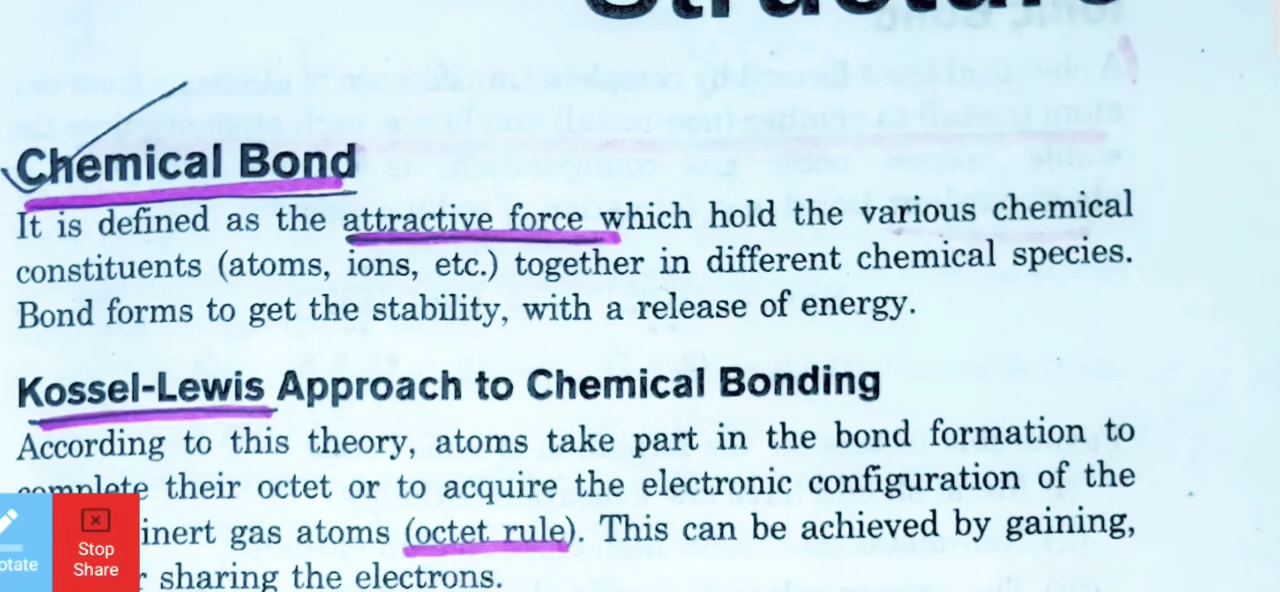 Chemical Bond
It is defined as the attractive force which hold the various chemical
constituents (atoms, ions, etc.) together in different chemical species.
Bond forms to get the stability, with a release of energy.
Kossel-Lewis Approach to Chemical Bonding
According to this theory, atoms take part in the bond formation to
complete their octet or to acquire the electronic configuration of the
inert gas atoms (octet rule). This can be achieved by gaining,
sharing the electrons.
Stop
Share